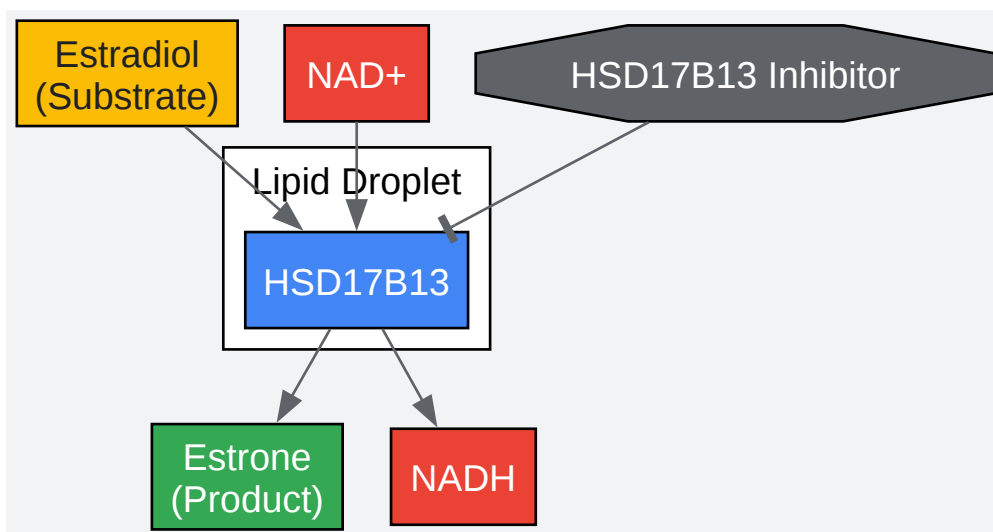 Estradiol
(Substrate)
NAD+
HSD17B13 Inhibitor
Lipid Droplet
HSD17B13
Estrone
(Product)
NADH